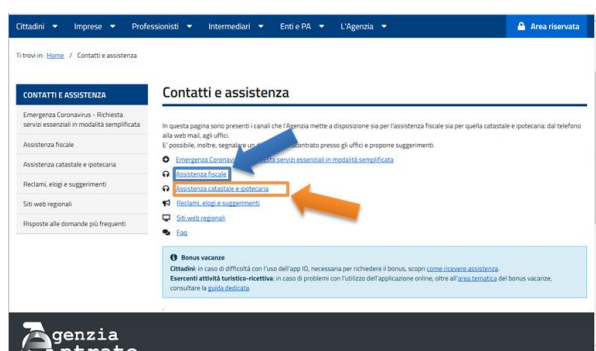 Cittadini Imprese Professionisti Intermediari Enti e PA L'Agenzia Area riservata
Ti trovi in: Home / Contatti e assistenza
CONTATTI E ASSISTENZA
Emergenza Coronavirus - Richiesta
servizi essenziali in modalità semplificata
Assistenza fiscale
Assistenza catastale e ipotecaria
Reclami, elogi e suggerimenti
Siti web regionali
Risposte alle domande più frequenti
Contatti e assistenza
In questa pagina sono presenti i canali che l'Agenzia mette a disposizione sia per l'assistenza fiscale sia per quella catastale e ipotecaria: dal telefono
alla web mail, agli uffici.
E' possibile, inoltre, segnalare un riscontrato presso gli uffici e proporre suggerimenti.
Emergenza Coronavirus servizi essenziali in modalità semplificata
Assistenza fiscale
Assistenza catastale e ipotecaria
Reclami, elogi e suggerimenti
Siti web regionali
Faq
Bonus vacanze
Cittadini: in caso di difficoltà con l'uso dell'app IO, necessaria per richiedere il bonus, scopri come ricevere assistenza.
Esercenti attività turistico-ricettiva: in caso di problemi con l'utilizzo dell'applicazione online, oltre all'area tematica del bonus vacanze,
consultare la guida dedicata
genzia